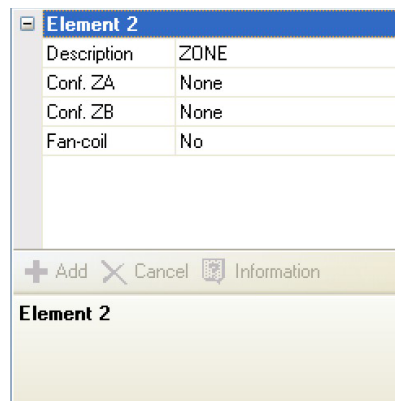 Element 2
Description ZONE
Conf. ZA None
Conf. ZB None
Fan-coil No
Add Cancel Information
Element 2